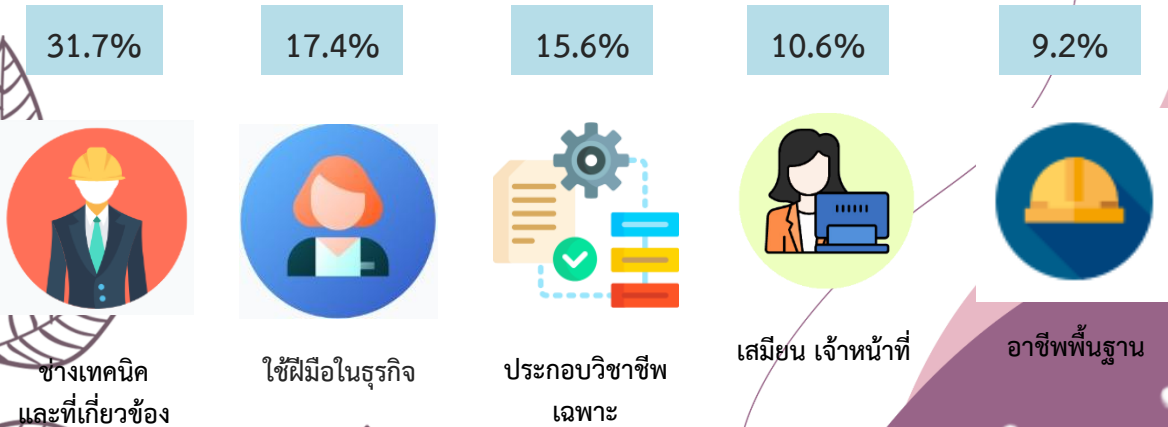 31.7%
17.4%
15.6%
10.6%
9.2%
ช่างเทคนิค
และที่เกี่ยวข้อง
ใช้ฝีมือในธุรกิจ
ประกอบวิชาชีพ
เฉพาะ
เสมียน เจ้าหน้าที่
อาชีพพื้นฐาน